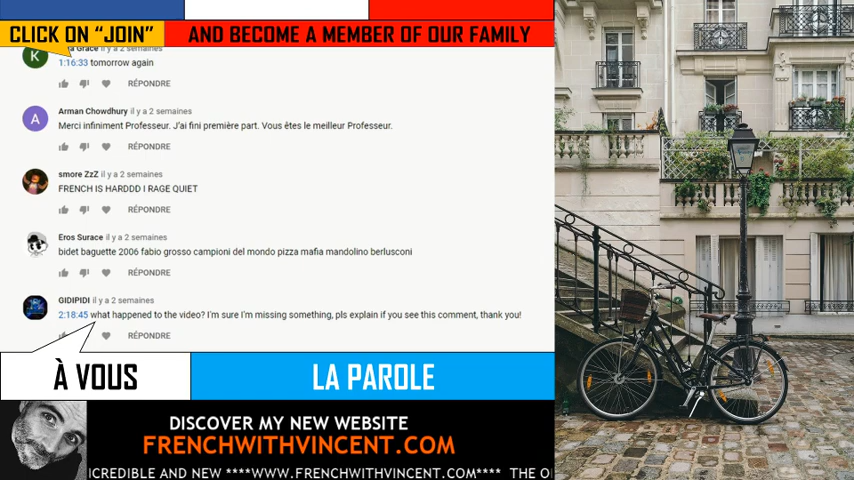 CLICK ON “JOIN” AND BECOME A MEMBER OF OUR FAMILY
K Grace il y a 2 semaines
1:16:33 tomorrow again
RÉPONDRE
A Arman Chowdhury il y a 2 semaines
Merci infiniment Professeur. J'ai fini première part. Vous êtes le meilleur Professeur.
RÉPONDRE
smore ZzZ il y a 2 semaines
FRENCH IS HARDDD I RAGE QUIET
RÉPONDRE
Eros Surace il y a 2 semaines
bidet baguette 2006 fabio grosso campioni del mondo pizza mafia mandolino berlusconi
RÉPONDRE
GIDIPIDI il y a 2 semaines
2:18:45 what happened to the video? I'm sure I'm missing something, pls explain if you see this comment, thank you!
RÉPONDRE
À VOUS LA PAROLE
DISCOVER MY NEW WEBSITE
FRENCHWITHVINCENT.COM
ICREDIBLE AND NEW ****WWW.FRENCHWITHVINCENT.COM**** THE O